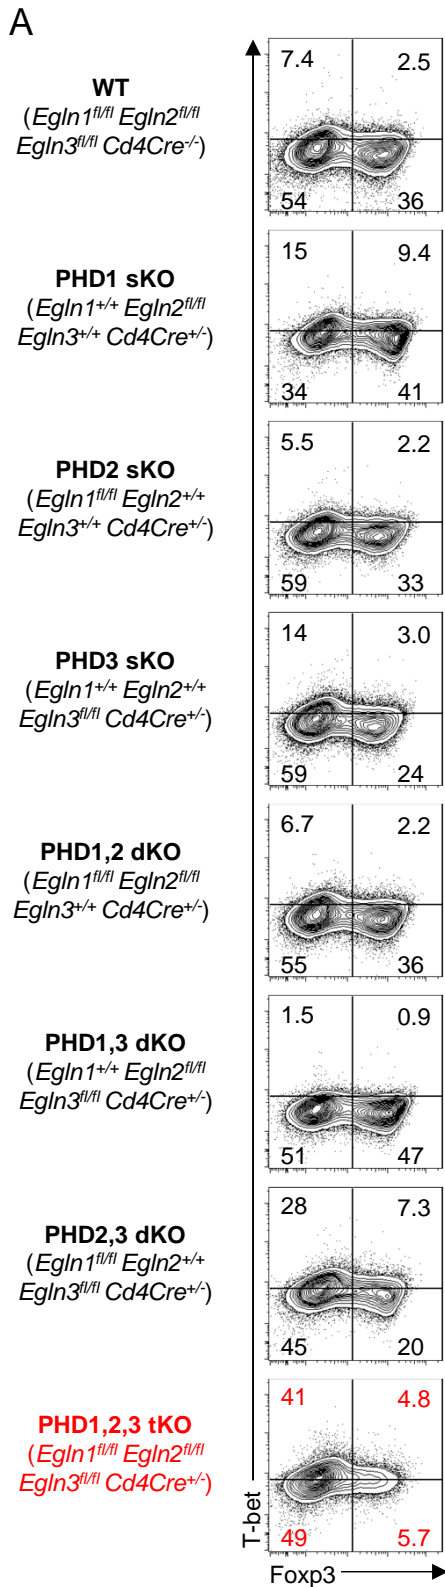 A
WT
(Egln1fl/fl Egln2fl/fl
Egln3fl/fl Cd4Cre-/-)
7.4 2.5
54 36
PHD1 sKO
(Egln1+/+ Egln2fl/fl
Egln3+/+ Cd4Cre+/-)
15 9.4
34 41
PHD2 sKO
(Egln1fl/fl Egln2+/+
Egln3+/+ Cd4Cre+/-)
5.5 2.2
59 33
PHD3 sKO
(Egln1+/+ Egln2+/+
Egln3fl/fl Cd4Cre+/-)
14 3.0
59 24
PHD1,2 dKO
(Egln1fl/fl Egln2fl/fl
Egln3+/+ Cd4Cre+/-)
6.7 2.2
55 36
PHD1,3 dKO
(Egln1+/+ Egln2fl/fl
Egln3fl/fl Cd4Cre+/-)
1.5 0.9
51 47
PHD2,3 dKO
(Egln1fl/fl Egln2+/+
Egln3fl/fl Cd4Cre+/-)
28 7.3
45 20
PHD1,2,3 tKO
(Egln1fl/fl Egln2fl/fl
Egln3fl/fl Cd4Cre+/-)
41 4.8
49 5.7
T-bet
Foxp3